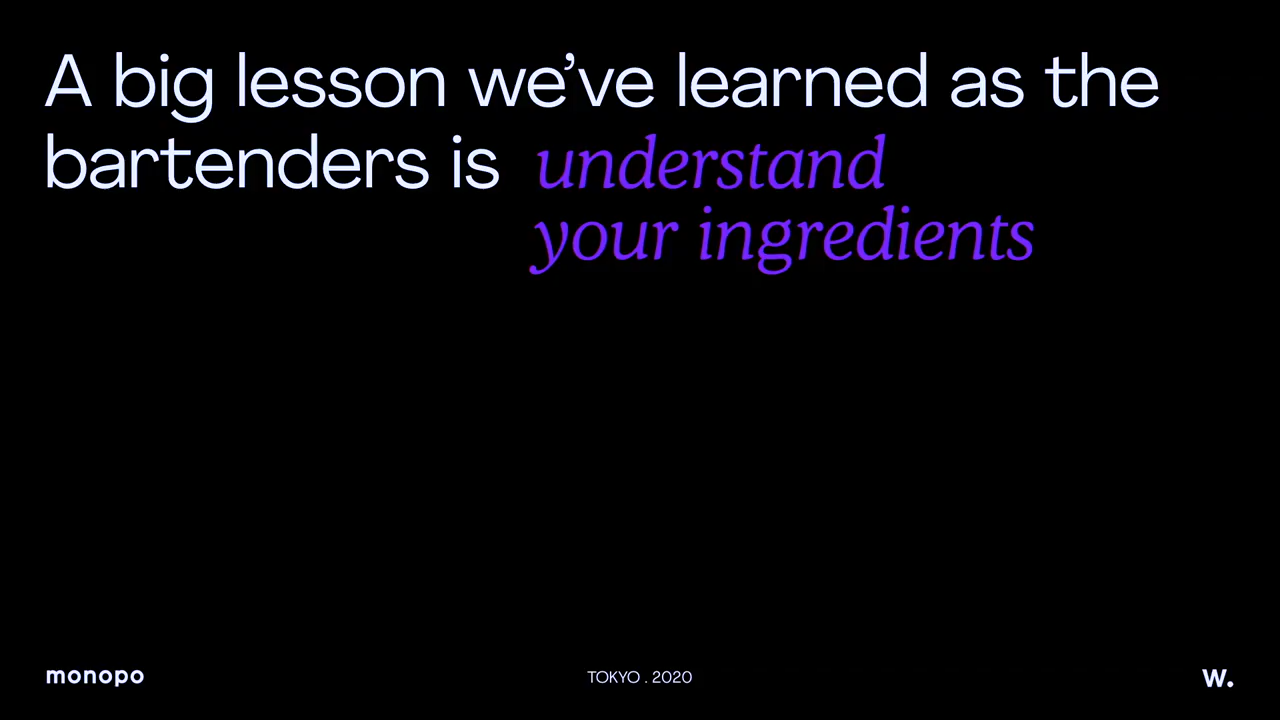 A big lesson we’ve learned as the
bartenders is understand
your ingredients
monopo
TOKYO . 2020
W.